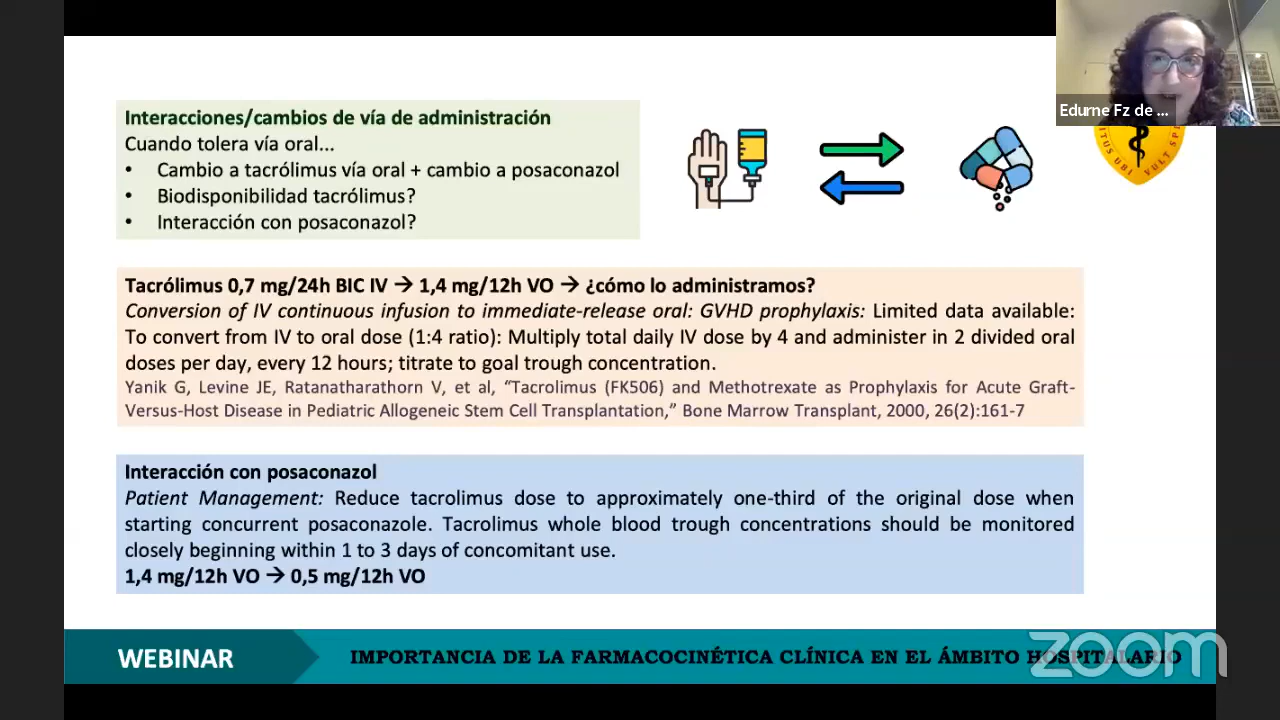 Interacciones/cambios de vía de administración
Cuando tolera vía oral...
• Cambio a tacrólimus vía oral + cambio a posaconazol
• Biodisponibilidad tacrólimus?
• Interacción con posaconazol?
Edurne Fz de ...
ITUS UBI VULT SPI
Tacrólimus 0,7 mg/24h BIC IV → 1,4 mg/12h VO → ¿cómo lo administramos?
Conversion of IV continuous infusion to immediate-release oral: GVHD prophylaxis: Limited data available:
To convert from IV to oral dose (1:4 ratio): Multiply total daily IV dose by 4 and administer in 2 divided oral
doses per day, every 12 hours; titrate to goal trough concentration.
Yanik G, Levine JE, Ratanatharathorn V, et al, “Tacrolimus (FK506) and Methotrexate as Prophylaxis for Acute Graft-
Versus-Host Disease in Pediatric Allogeneic Stem Cell Transplantation,” Bone Marrow Transplant, 2000, 26(2):161-7
Interacción con posaconazol
Patient Management: Reduce tacrolimus dose to approximately one-third of the original dose when
starting concurrent posaconazole. Tacrolimus whole blood trough concentrations should be monitored
closely beginning within 1 to 3 days of concomitant use.
1,4 mg/12h VO → 0,5 mg/12h VO
WEBINAR
IMPORTANCIA DE LA FARMACOCINÉTICA CLÍNICA EN EL ÁMBITO HOSPITALARIO
zoom